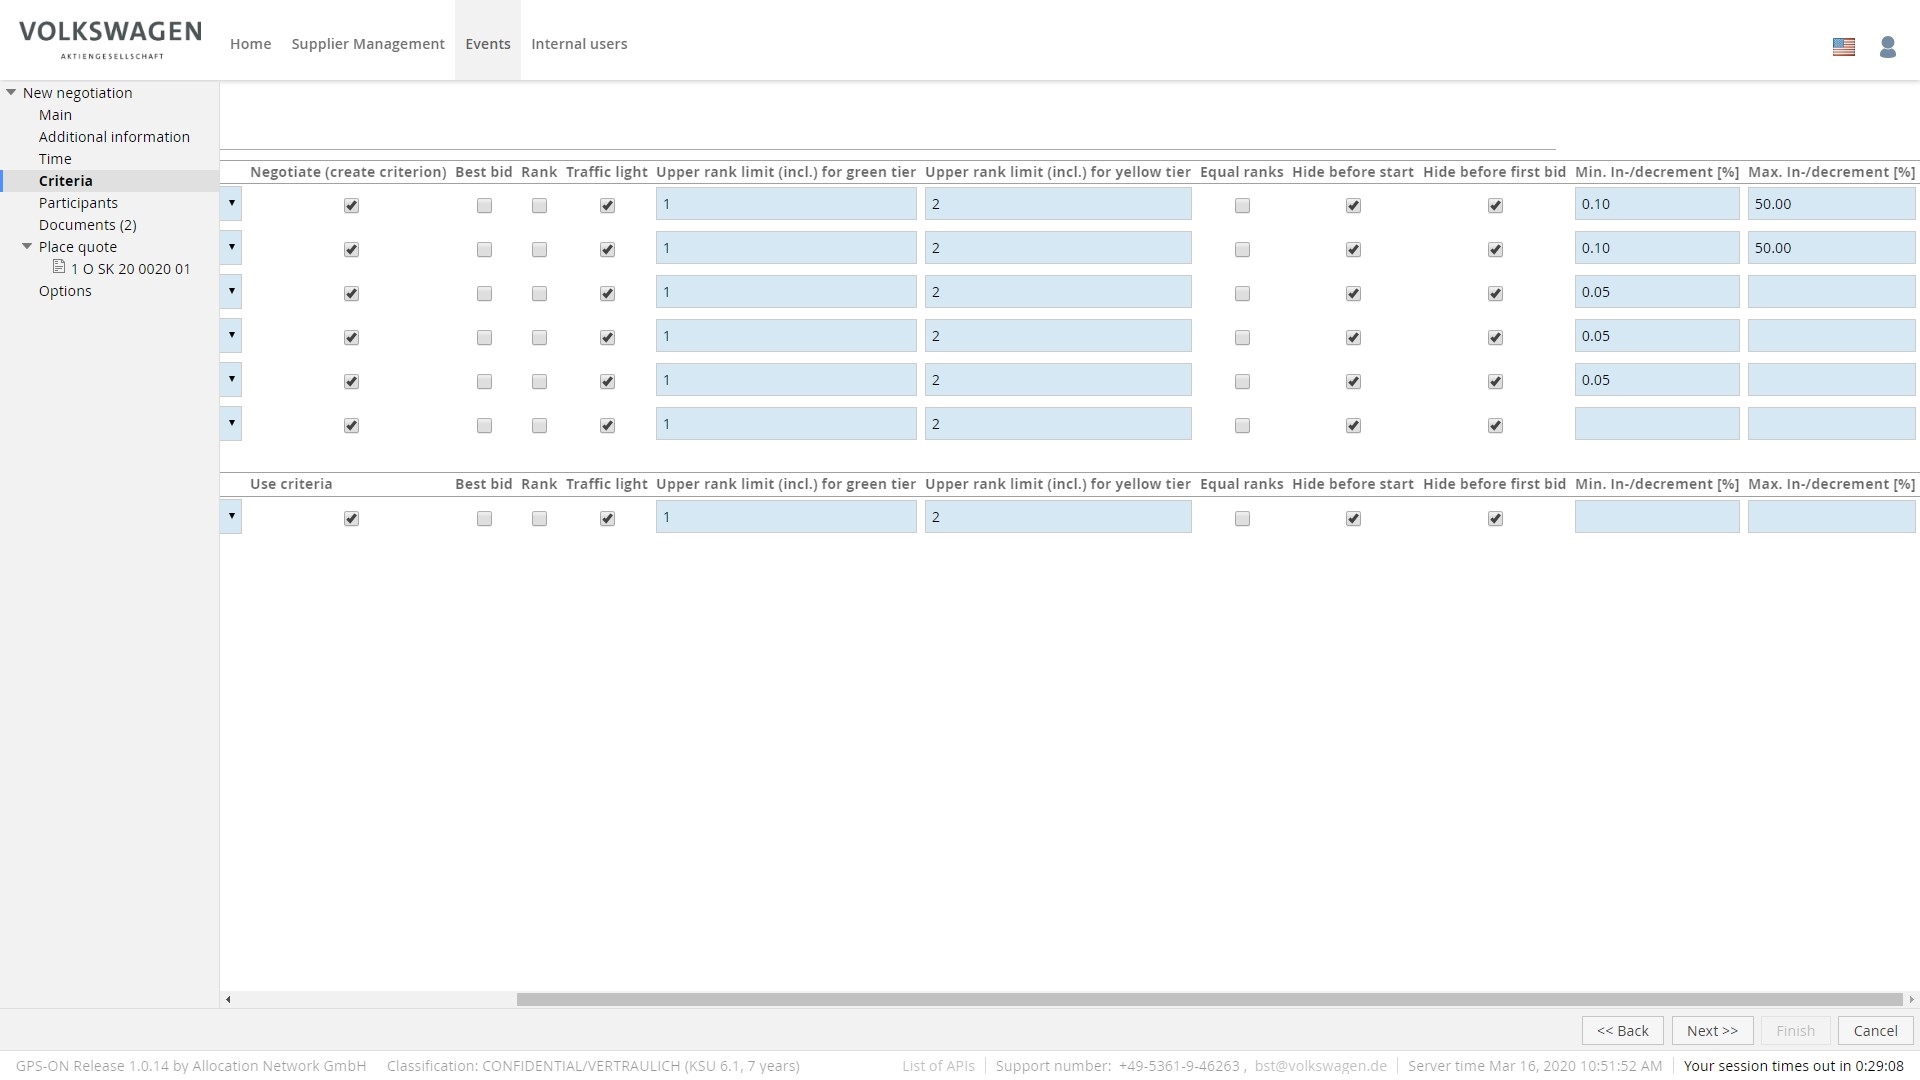 VOLKSWAGEN
AKTIENGESELLSCHAFT
Home Supplier Management Events Internal users
New negotiation
Main
Additional information
Time
Criteria
Participants
Documents (2)
Place quote
1 O SK 20 0020 01
Options
Negotiate (create criterion) Best bid Rank Traffic light Upper rank limit (incl.) for green tier Upper rank limit (incl.) for yellow tier Equal ranks Hide before start Hide before first bid Min. In-/decrement [%] Max. In-/decrement [%]
1 2 0.10 50.00
1 2 0.10 50.00
1 2 0.05
1 2 0.05
1 2 0.05
1 2
Use criteria Best bid Rank Traffic light Upper rank limit (incl.) for green tier Upper rank limit (incl.) for yellow tier Equal ranks Hide before start Hide before first bid Min. In-/decrement [%] Max. In-/decrement [%]
1 2
<< Back Next >> Finish Cancel
GPS-ON Release 1.0.14 by Allocation Network GmbH Classification: CONFIDENTIAL/VERTRAULICH (KSU 6.1, 7 years) List of APIs Support number: +49-5361-9-46263 , bst@volkswagen.de Server time Mar 16, 2020 10:51:52 AM Your session times out in 0:29:08